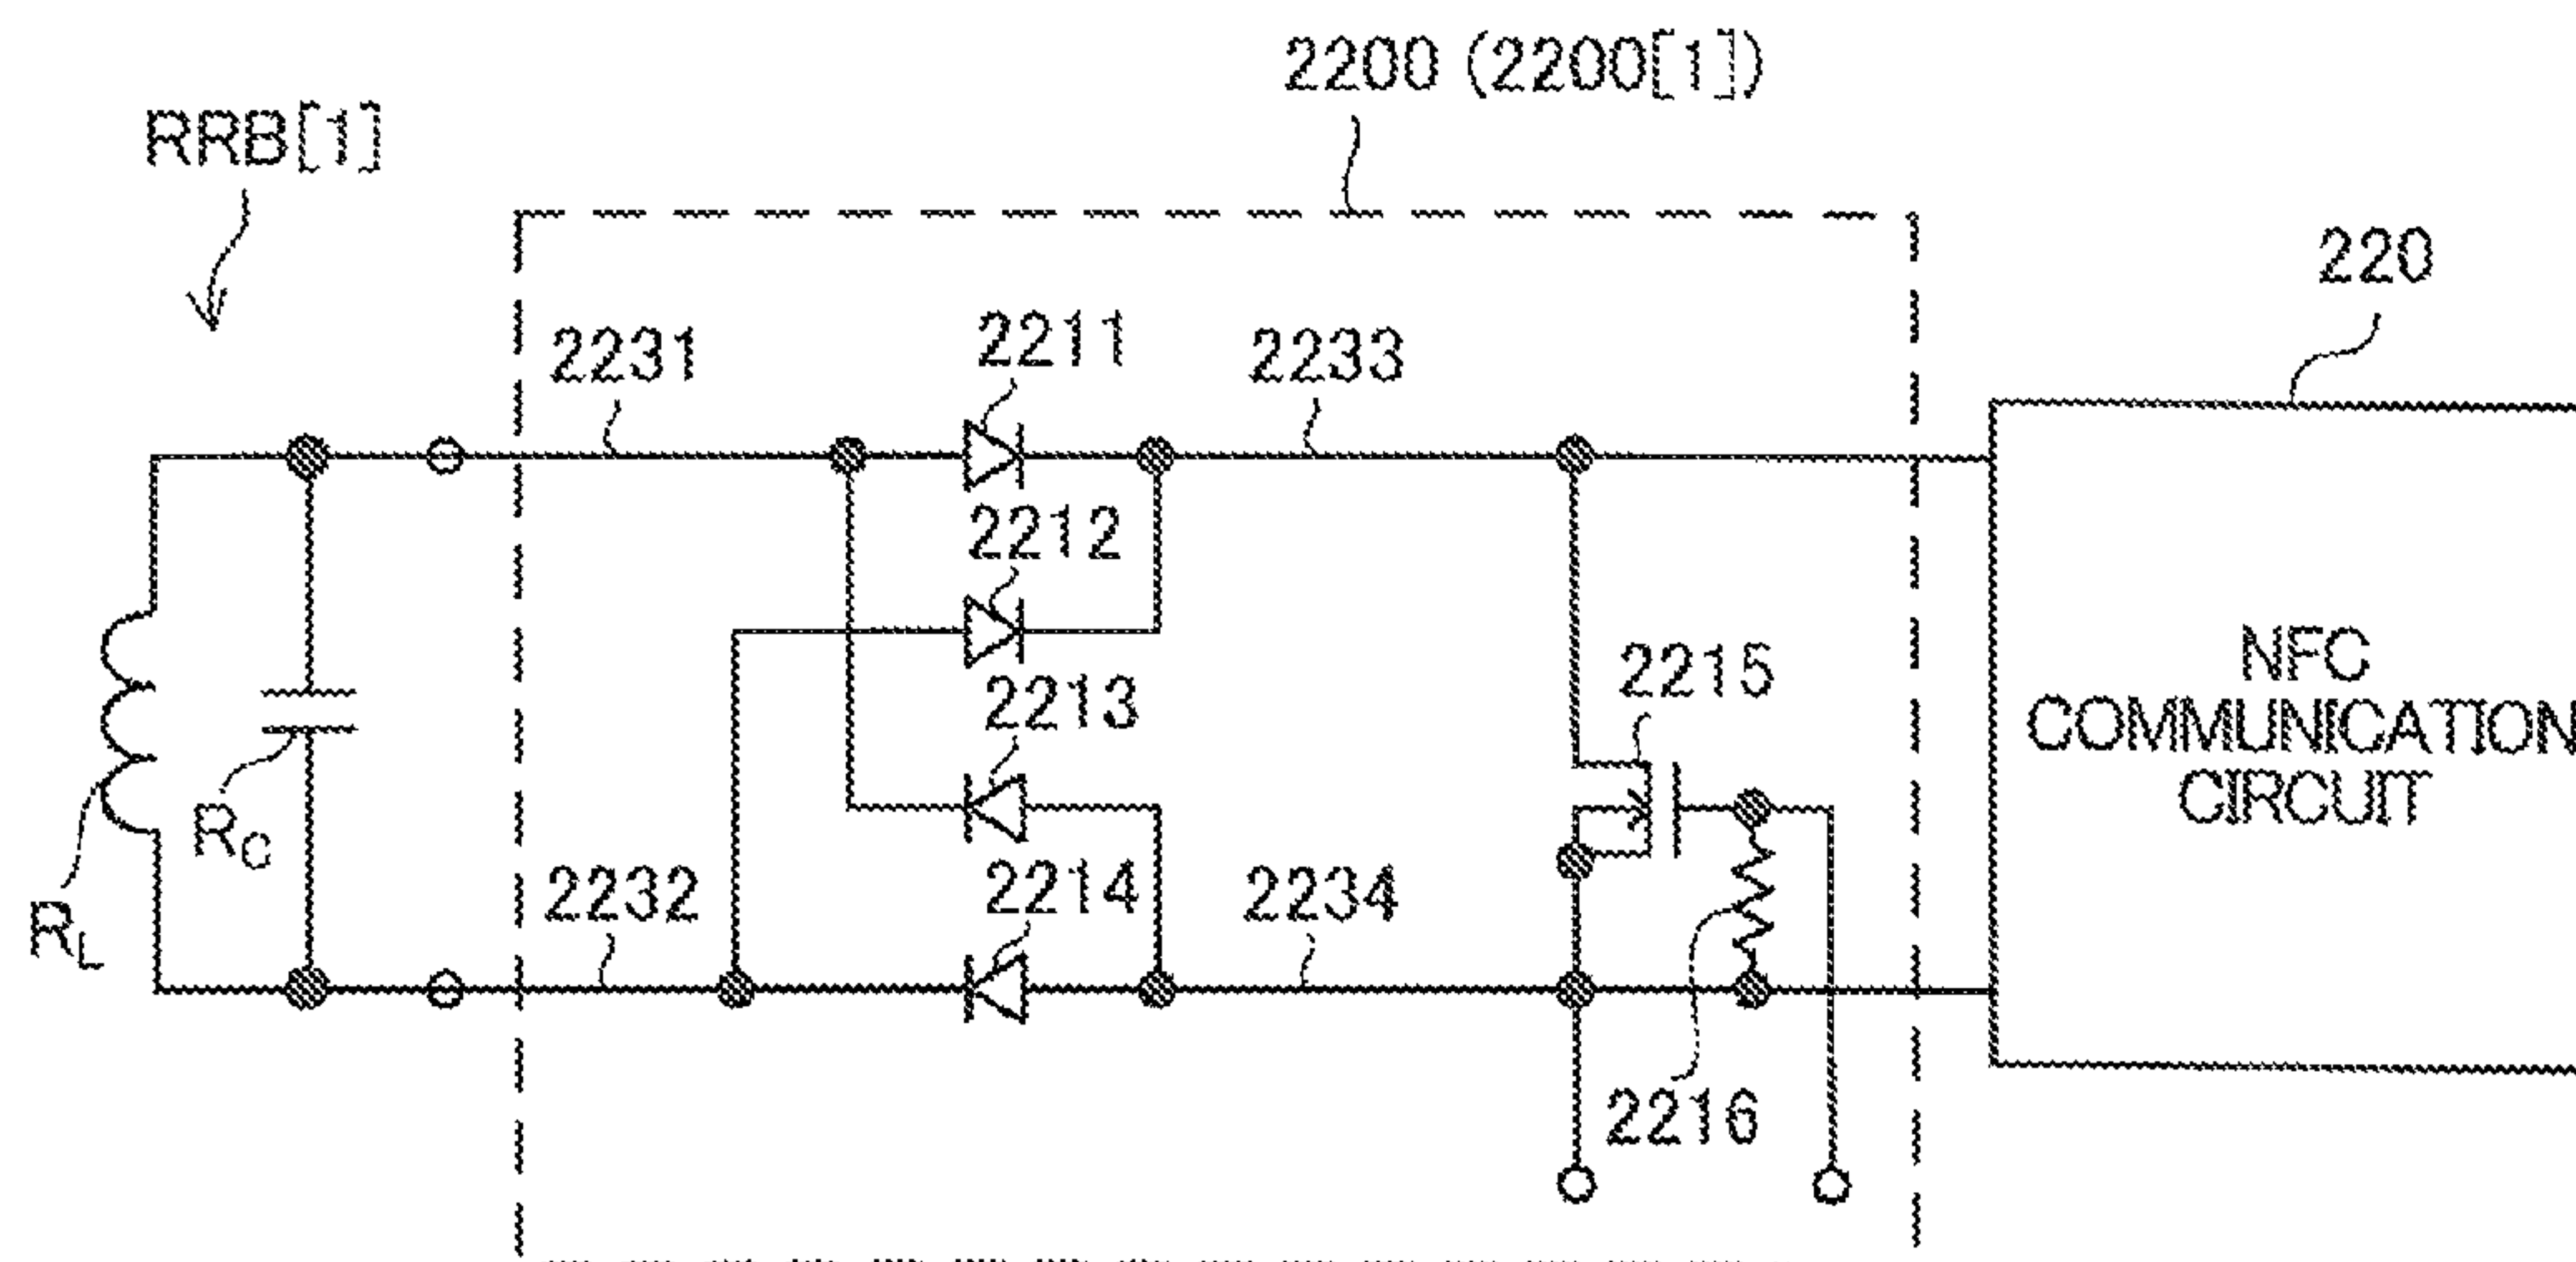 2200 (2200[1])
RRB[1]
220
2231
2211
2233
2212
2213
2215
NFC
COMMUNICATION
CIRCUIT
RC
RL
2232
2214
2234
2216